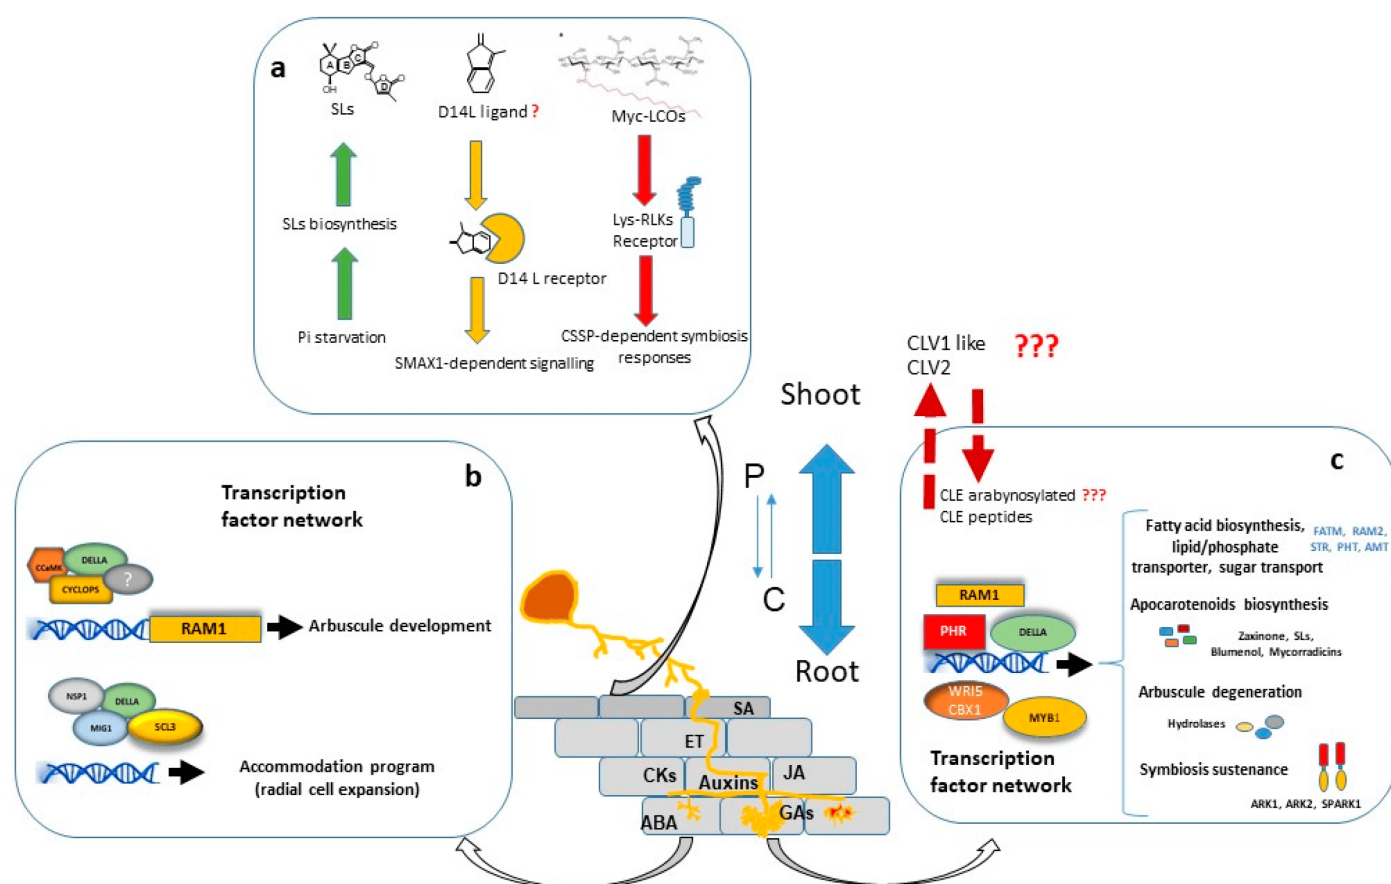 a
A
B
C
D
OH
SLs
D14L ligand ?
*
Myc-LCOs
SLs biosynthesis
Lys-RLKs
Receptor
D14 L receptor
Pi starvation
SMAX1-dependent signalling
CSSP-dependent symbiosis
responses
CLV1 like
CLV2
???
Shoot
P
C
Root
b
Transcription
factor network
CCaMK
DELLA
CYCLOPS
?
RAM1
Arbuscule development
NSP1
DELLA
MIG1
SCL3
Accommodation program
(radial cell expansion)
SA
ET
CKs
Auxins
JA
ABA
GAs
c
CLE arabynosylated ???
CLE peptides
RAM1
PHR
DELLA
WRI5
CBX1
MYB1
Transcription
factor network
Fatty acid biosynthesis,
lipid/phosphate
transporter, sugar transport
FATM, RAM2,
STR, PHT, AMT
Apocarotenoids biosynthesis
Zaxinone, SLs,
Blumenol, Mycorradicins
Arbuscule degeneration
Hydrolases
Symbiosis sustenance
ARK1, ARK2, SPARK1